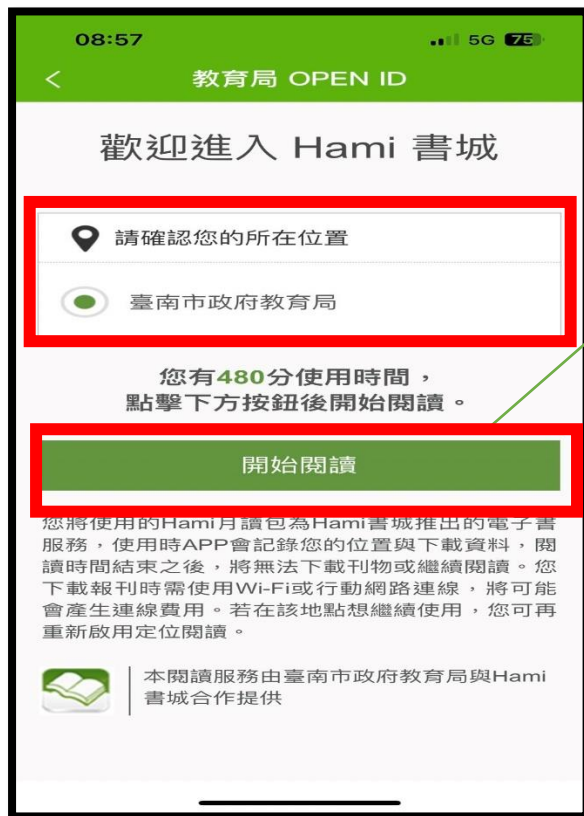 08:57
5G 75
教育局 OPEN ID
歡迎進入 Hami 書城
請確認您的所在位置
臺南市政府教育局
您有480分使用時間，
點擊下方按鈕後開始閱讀。
開始閱讀
您將使用的Hami月讀包為Hami書城推出的電子書
服務，使用時APP會記錄您的位置與下載資料，閱
讀時間結束之後，將無法下載刊物或繼續閱讀。您
下載報刊時需使用Wi-Fi或行動網路連線，將可能
會產生連線費用。若在該地點想繼續使用，您可再
重新啟用定位閱讀。
本閱讀服務由臺南市政府教育局與Hami
書城合作提供